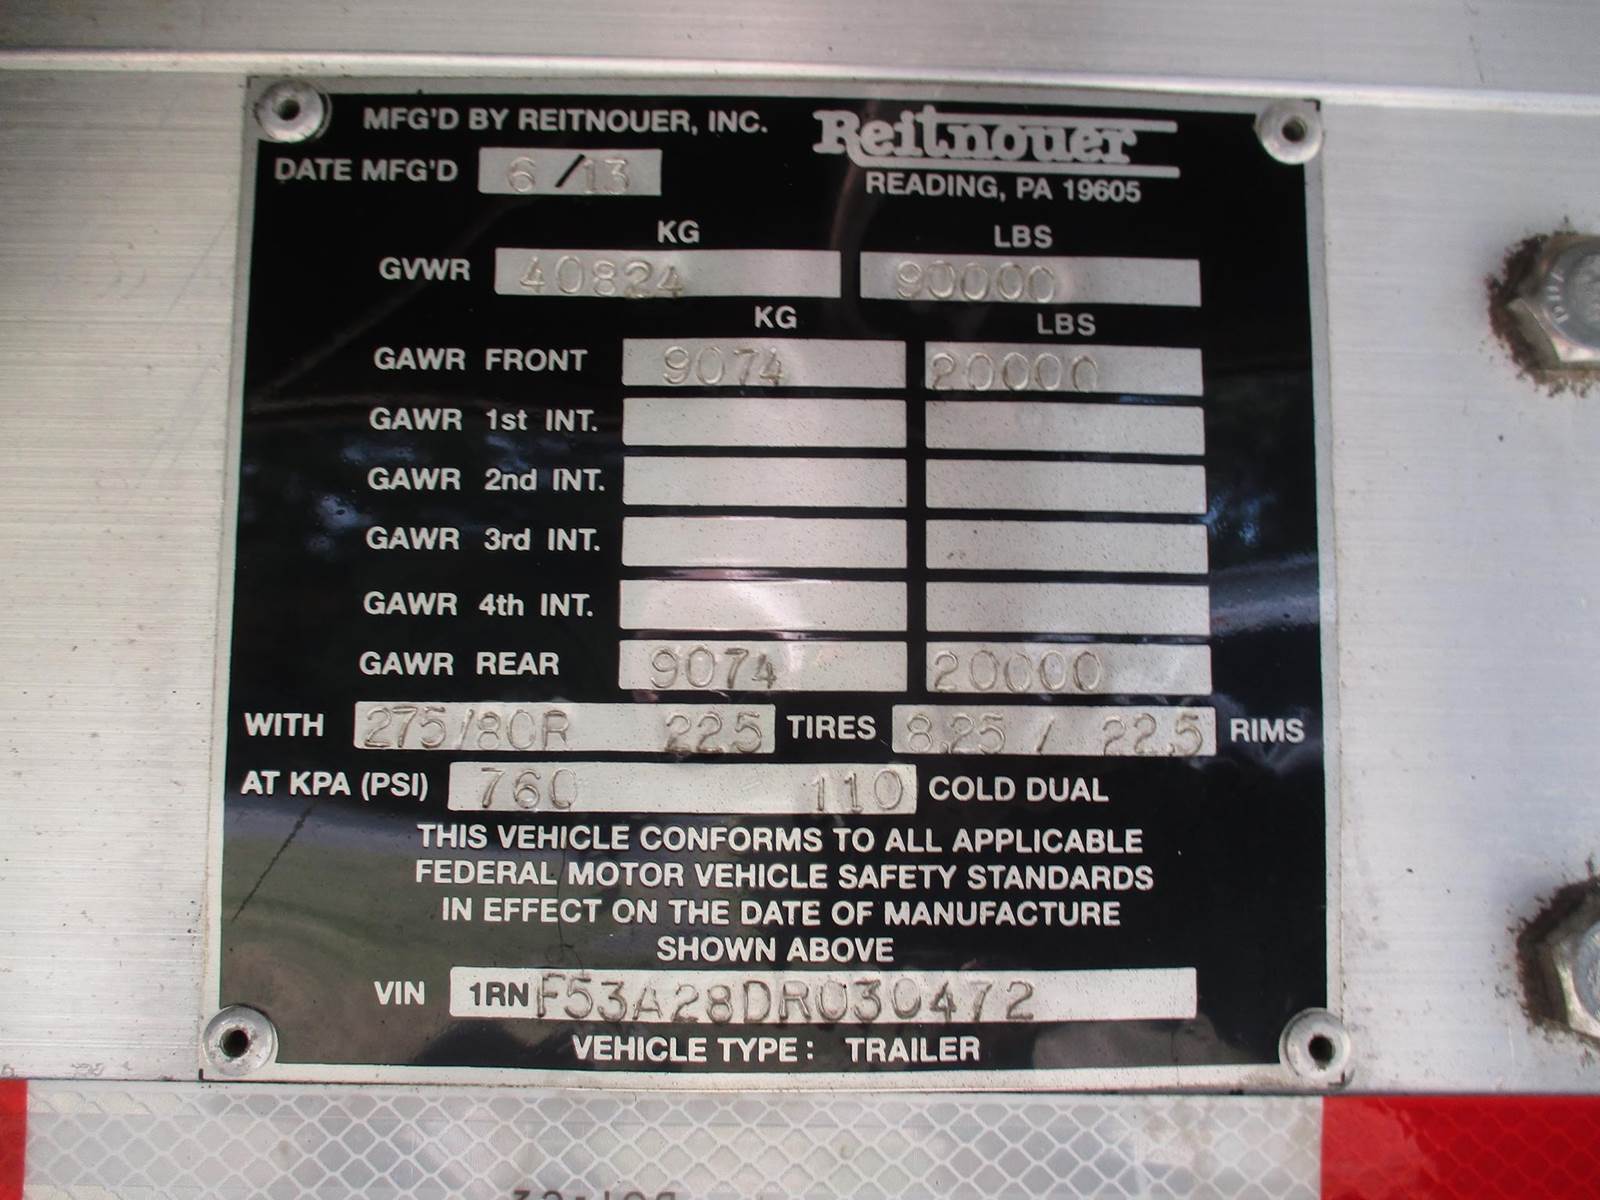 MFG'D BY REITNOUER, INC. Reitnouer
DATE MFG'D 6/13 READING, PA 19605
KG LBS
GVWR 40824 90000
KG LBS
GAWR FRONT 9074 20000
GAWR 1st INT.
GAWR 2nd INT.
GAWR 3rd INT.
GAWR 4th INT.
GAWR REAR 9074 20000
WITH 275/80R 22.5 TIRES 8.25 / 22.5 RIMS
AT KPA (PSI) 760 110 COLD DUAL
THIS VEHICLE CONFORMS TO ALL APPLICABLE
FEDERAL MOTOR VEHICLE SAFETY STANDARDS
IN EFFECT ON THE DATE OF MANUFACTURE
SHOWN ABOVE
VIN 1RNF53A28DR030472
VEHICLE TYPE: TRAILER